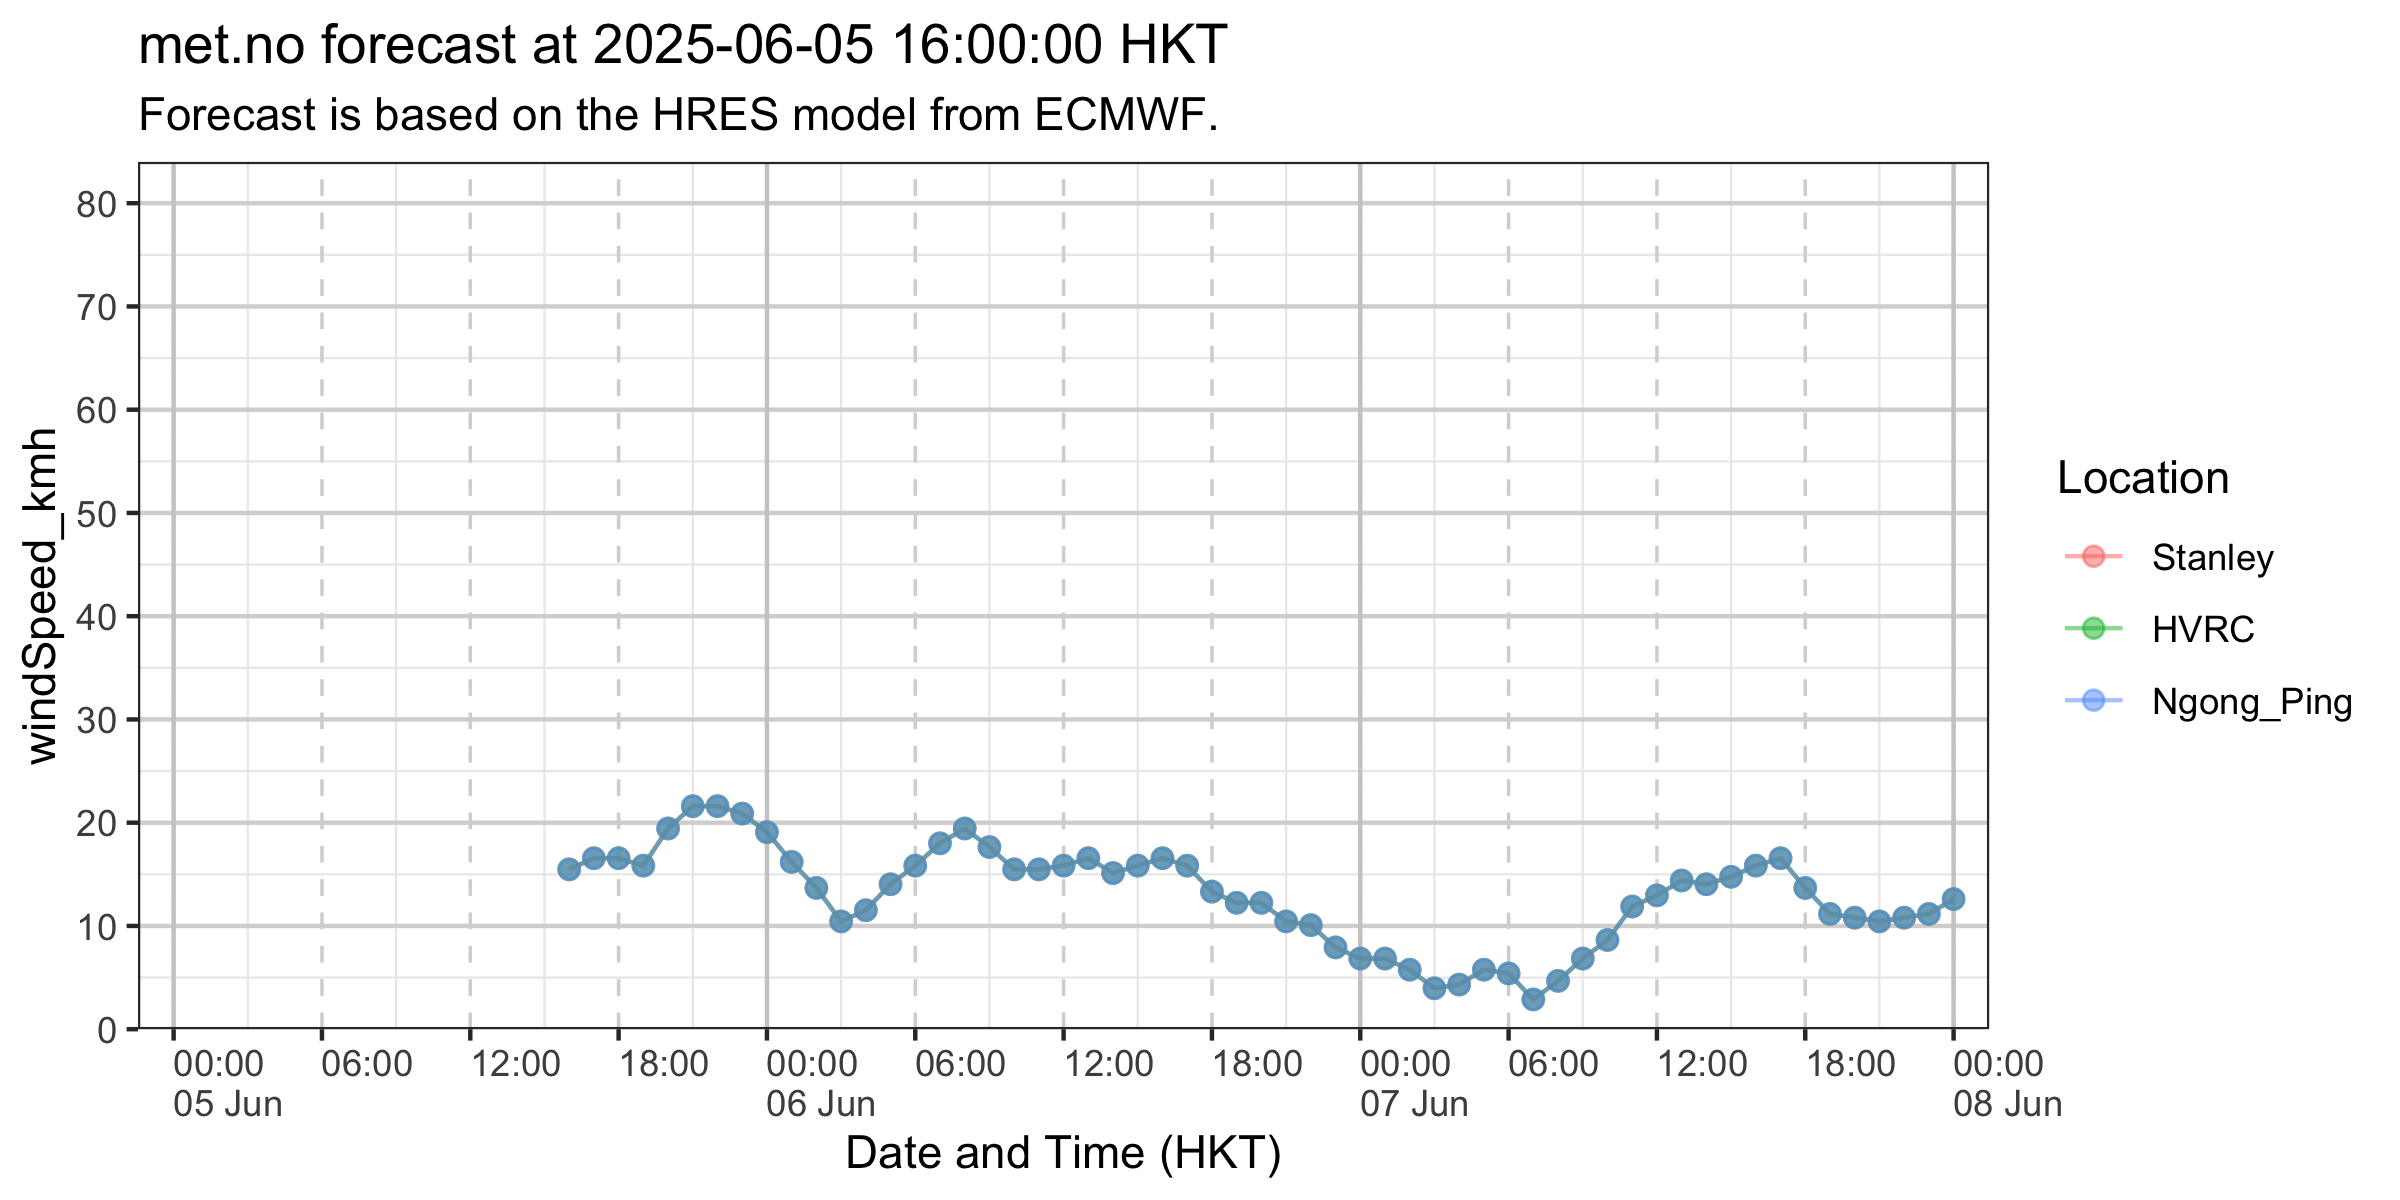 met.no forecast at 2025-06-05 16:00:00 HKT
Forecast is based on the HRES model from ECMWF.
windSpeed_kmh
80
70
60
50
40
30
20
10
0
00:00 06:00 12:00 18:00 00:00 06:00 12:00 18:00 00:00 06:00 12:00 18:00 00:00
05 Jun 06 Jun 07 Jun 08 Jun
Date and Time (HKT)
Location
Stanley
HVRC
Ngong_Ping